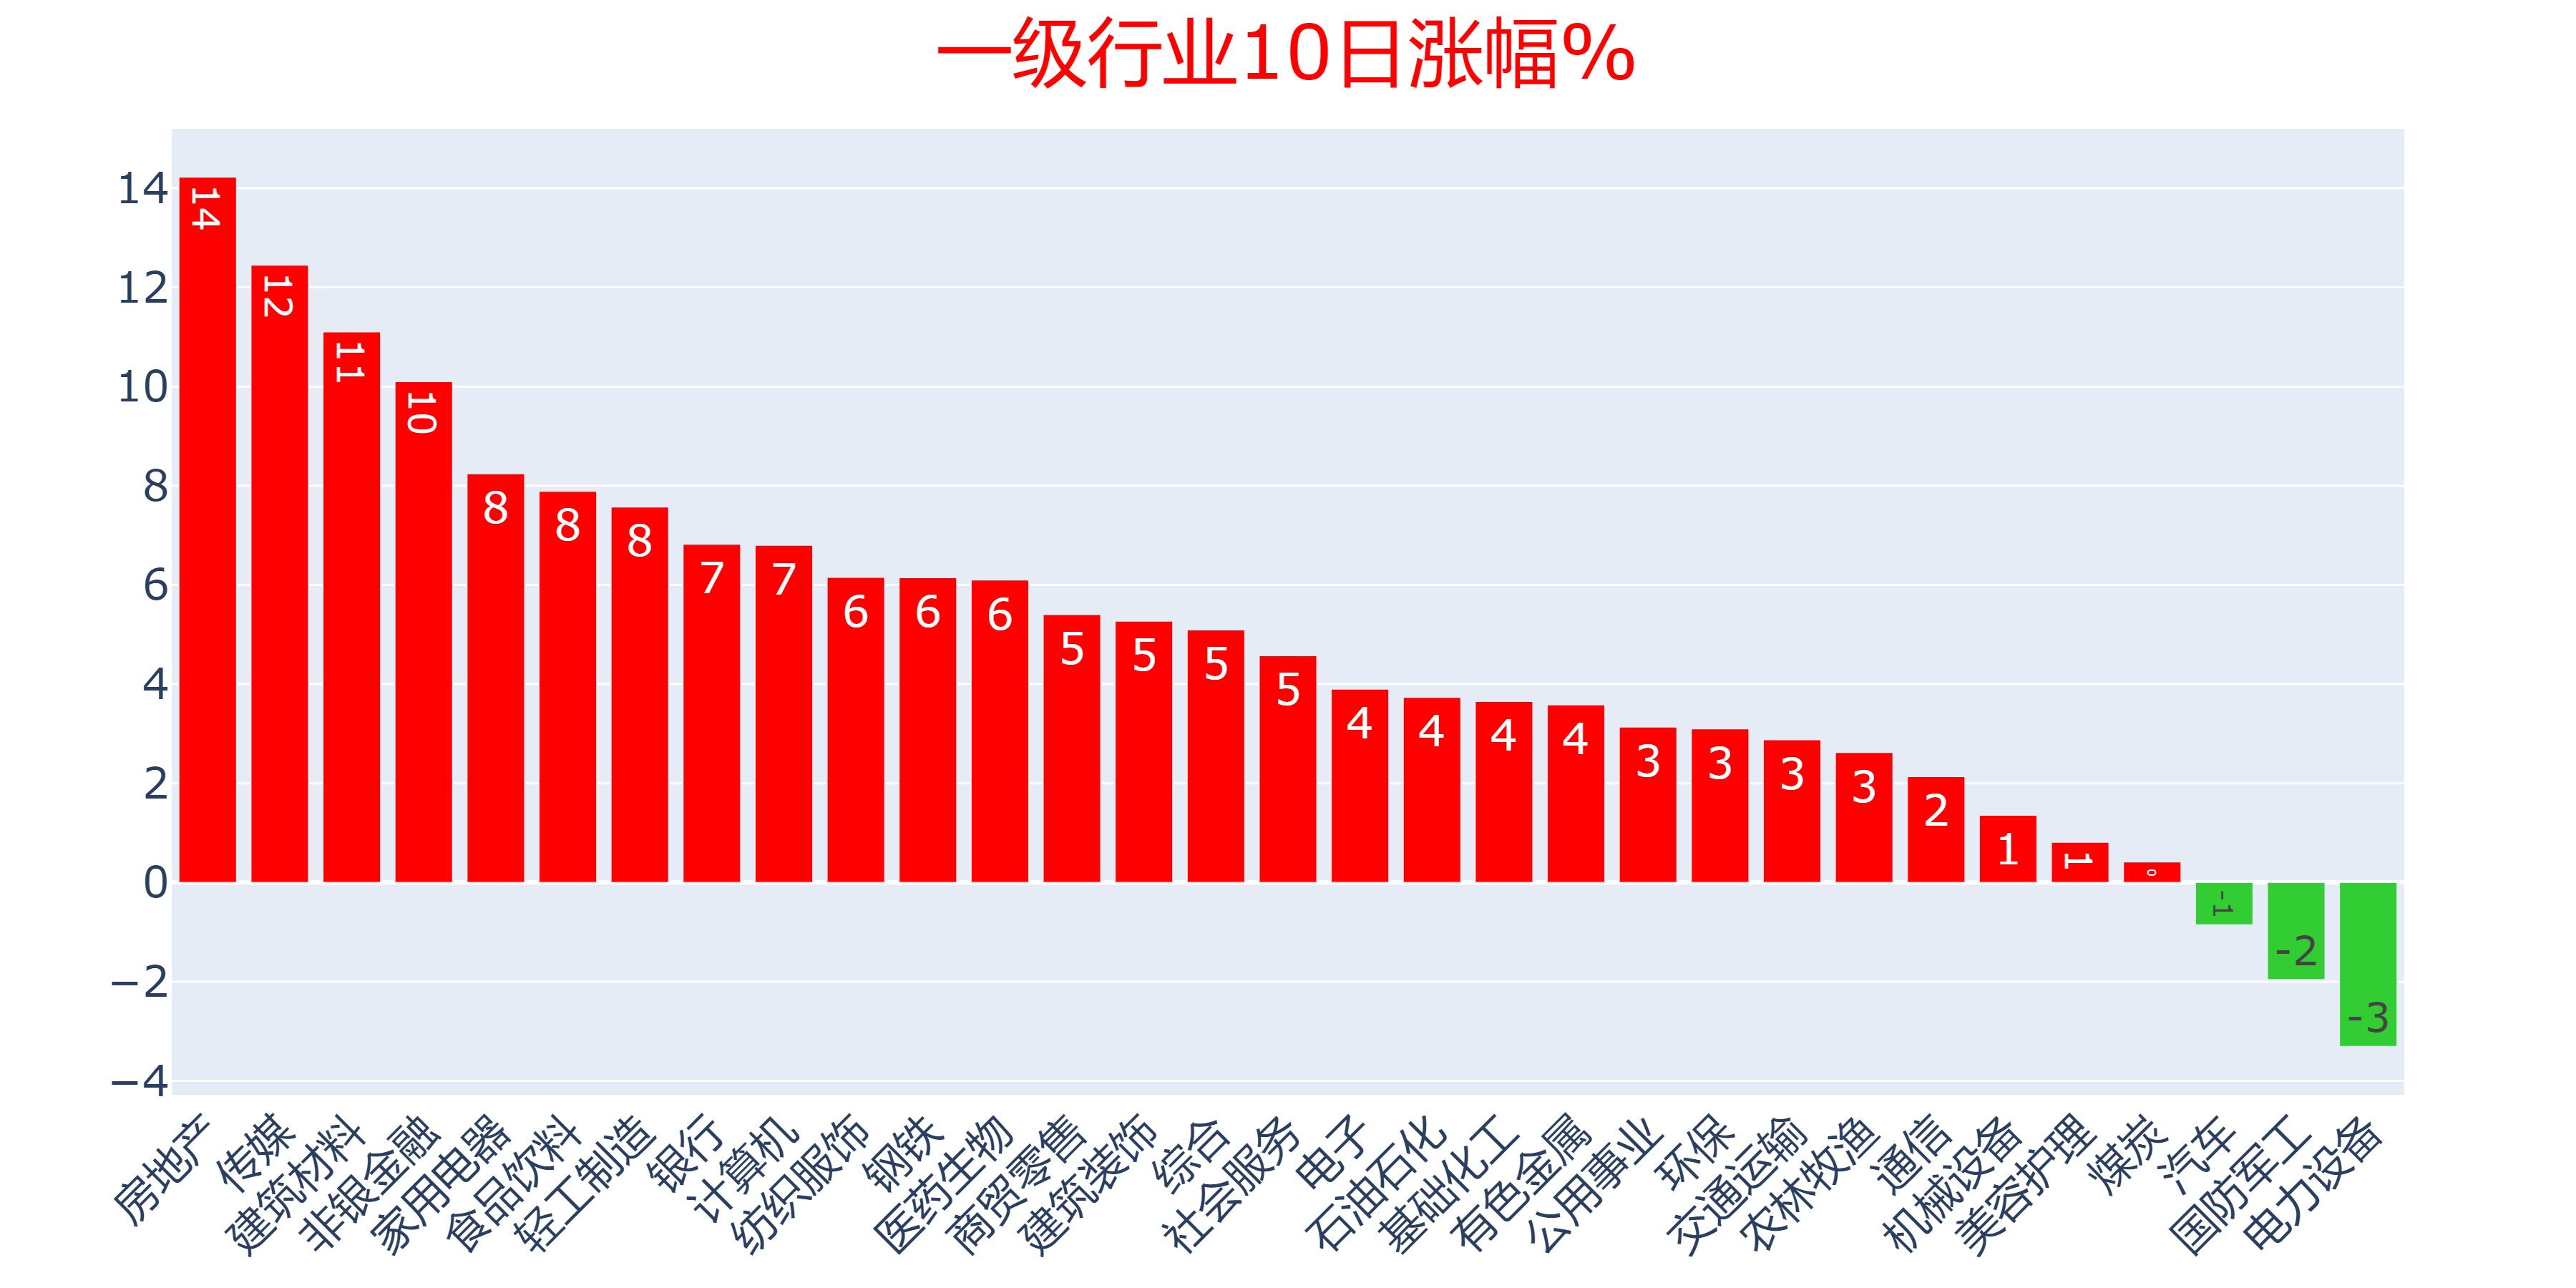 一级行业10日涨幅%
14
12
10
8
6
4
2
0
−2
−4
14
12
11
10
8
8
8
7
7
6
6
6
5
5
5
5
4
4
4
4
3
3
3
3
2
1
1
0
-1
-2
-3
房地产
传媒
建筑材料
非银金融
家用电器
食品饮料
轻工制造
银行
计算机
纺织服饰
钢铁
医药生物
商贸零售
建筑装饰
综合
社会服务
电子
石油石化
基础化工
有色金属
公用事业
环保
交通运输
农林牧渔
通信
机械设备
美容护理
煤炭
汽车
国防军工
电力设备